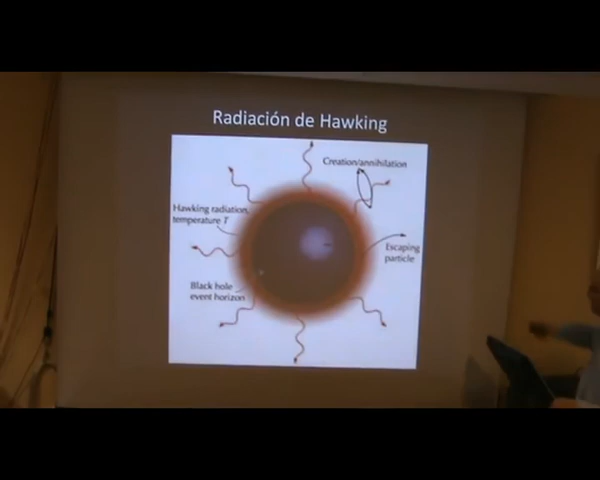 Radiación de Hawking
Creation/annihilation
Hawking radiation,
temperature T
Escaping
particle
Black hole
event horizon